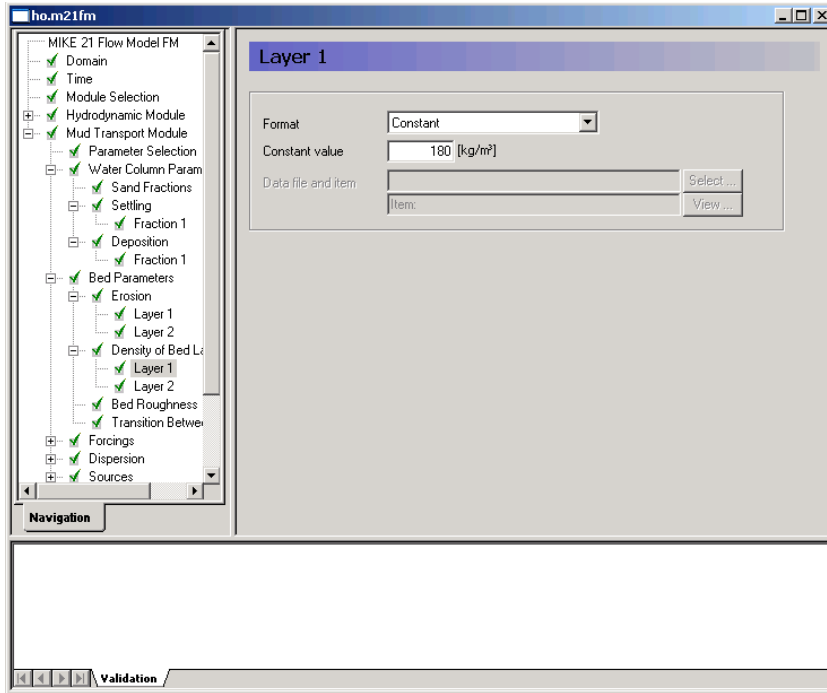 ho.m21fm
MIKE 21 Flow Model FM
Domain
Time
Module Selection
Hydrodynamic Module
Mud Transport Module
Parameter Selection
Water Column Param
Sand Fractions
Settling
Fraction 1
Deposition
Fraction 1
Bed Parameters
Erosion
Layer 1
Layer 2
Density of Bed La
Layer 1
Layer 2
Bed Roughness
Transition Betwe
Forcings
Dispersion
Sources
Navigation
Layer 1
Format Constant
Constant value 180 [kg/m³]
Data file and item Select ...
Item: View ...
Validation